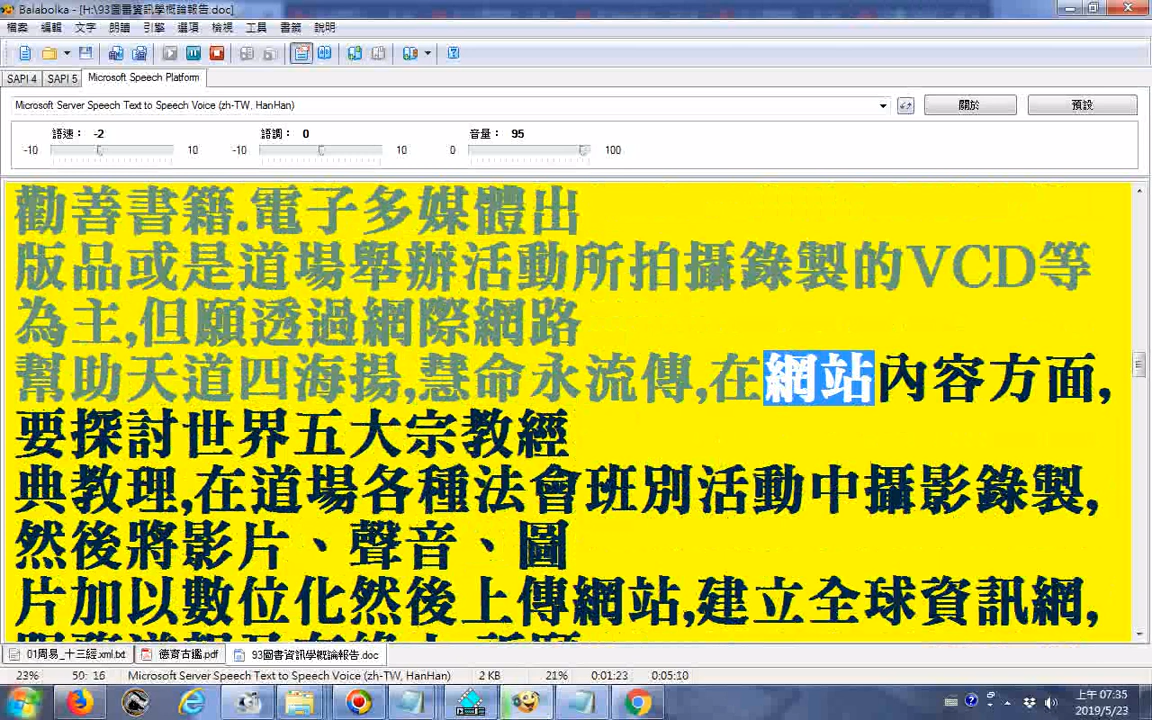 Balabolka - [H:\93圖書資訊學概論報告.doc]
檔案 編輯 文字 朗讀 引擎 選項 檢視 工具 書籤 說明
SAPI 4 SAPI 5 Microsoft Speech Platform
Microsoft Server Speech Text to Speech Voice (zh-TW, HanHan) 關於 預設
語速： -2 語調： 0 音量： 95
-10 10 -10 10 0 100
勸善書籍.電子多媒體出
版品或是道場舉辦活動所拍攝錄製的VCD等
為主,但願透過網際網路
幫助天道四海揚,慧命永流傳,在網站內容方面,
要探討世界五大宗教經
典教理,在道場各種法會班別活動中攝影錄製,
然後將影片、聲音、圖
片加以數位化然後上傳網站,建立全球資訊網,
01周易_十三經.xml.txt 德育古鑑.pdf 93圖書資訊學概論報告.doc
23% 50: 16 Microsoft Server Speech Text to Speech Voice (zh-TW, HanHan) 2 KB 21% 0:01:23 0:05:10
上午 07:35
2019/5/23